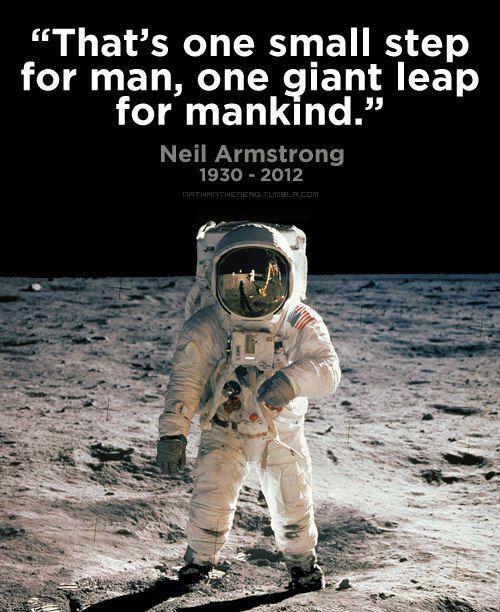 “That’s one small step
for man, one giant leap
for mankind.”
Neil Armstrong
1930 - 2012
NATHANTHENERD.TUMBLR.COM